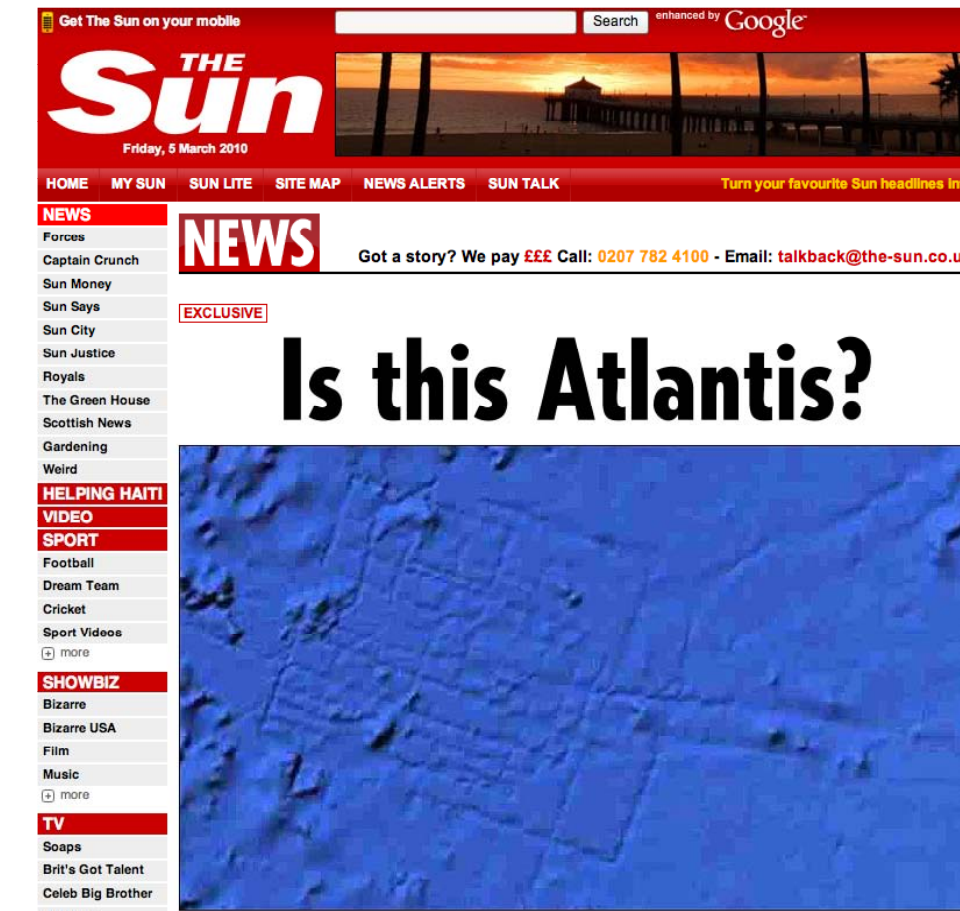 Get The Sun on your mobile
Search
enhanced by Google
THE
Sun
Friday, 5 March 2010
HOME MY SUN SUN LITE SITE MAP NEWS ALERTS SUN TALK
Turn your favourite Sun headlines
NEWS
Forces
Captain Crunch
Sun Money
Sun Says
Sun City
Sun Justice
Royals
The Green House
Scottish News
Gardening
Weird
HELPING HAITI
VIDEO
SPORT
Football
Dream Team
Cricket
Sport Videos
more
SHOWBIZ
Bizarre
Bizarre USA
Film
Music
more
TV
Soaps
Brit's Got Talent
Celeb Big Brother
NEWS
Got a story? We pay £££ Call: 0207 782 4100 - Email: talkback@the-sun.co.u
EXCLUSIVE
Is this Atlantis?